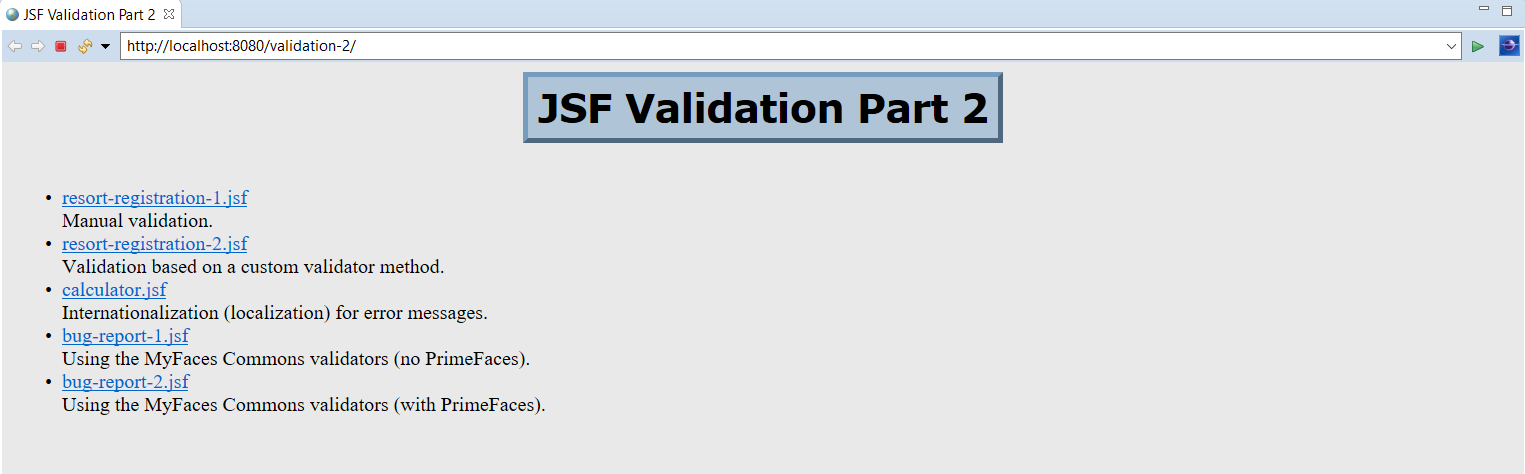 JSF Validation Part 2
http://localhost:8080/validation-2/
JSF Validation Part 2
• resort-registration-1.jsf
Manual validation.
• resort-registration-2.jsf
Validation based on a custom validator method.
• calculator.jsf
Internationalization (localization) for error messages.
• bug-report-1.jsf
Using the MyFaces Commons validators (no PrimeFaces).
• bug-report-2.jsf
Using the MyFaces Commons validators (with PrimeFaces).